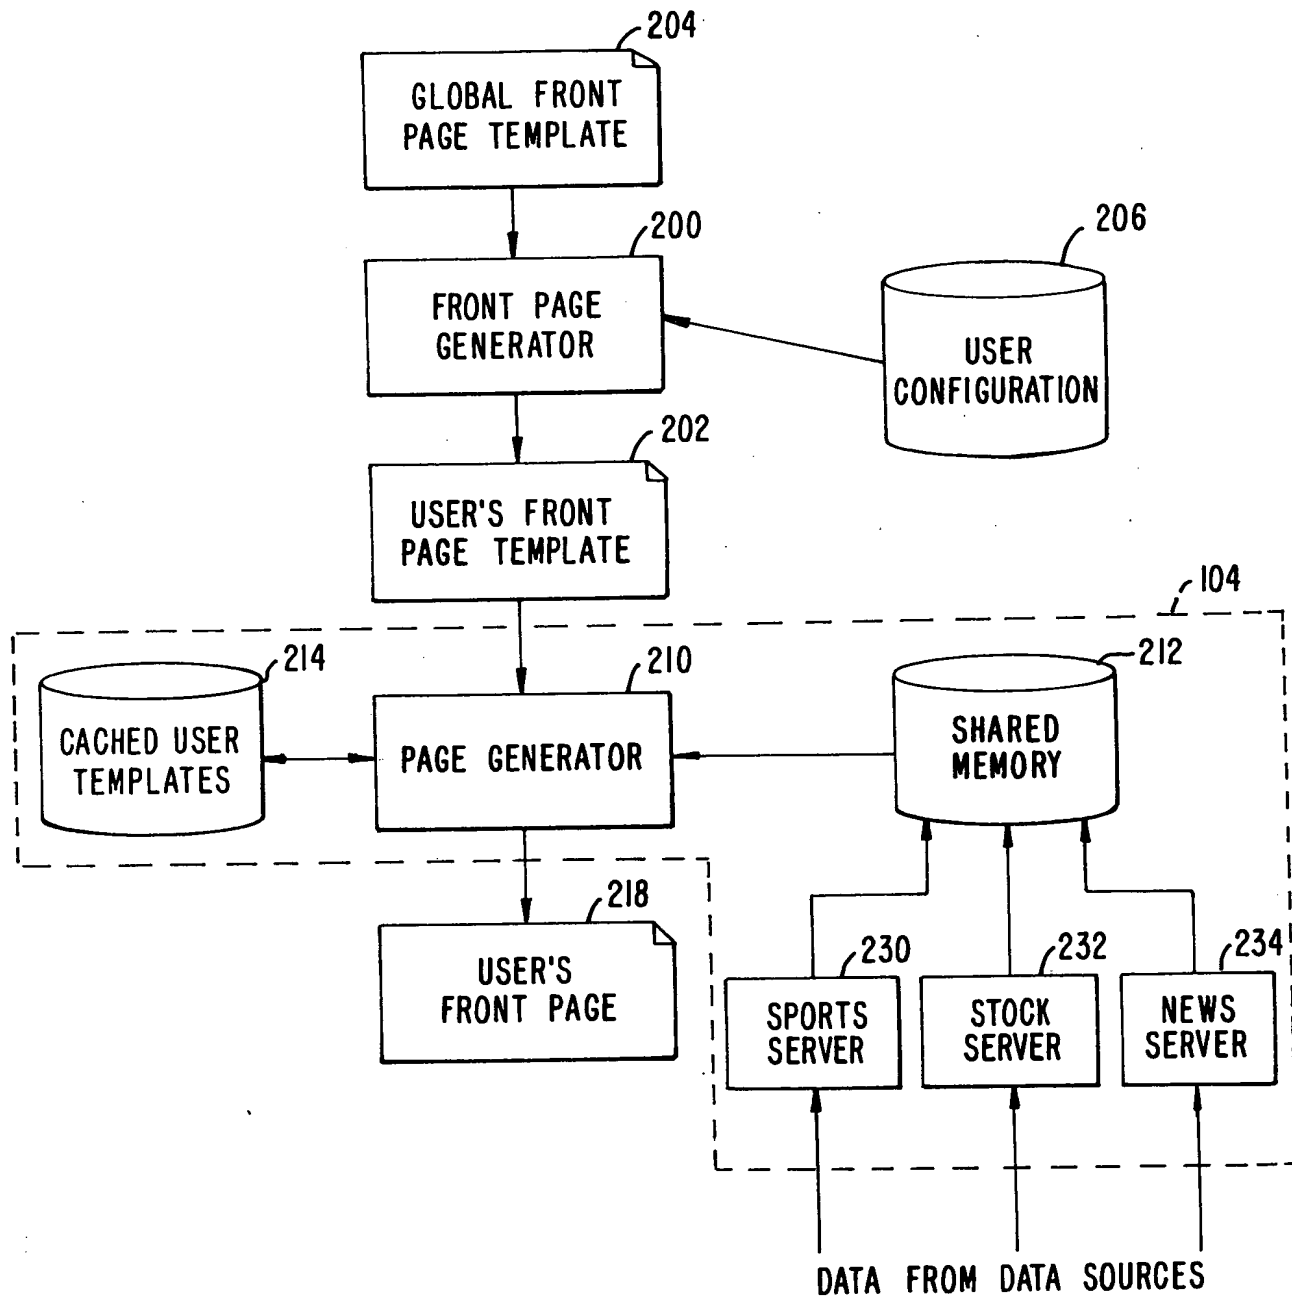 204
GLOBAL FRONT
PAGE TEMPLATE
200
FRONT PAGE
GENERATOR
206
USER
CONFIGURATION
202
USER'S FRONT
PAGE TEMPLATE
104
214
CACHED USER
TEMPLATES
210
PAGE GENERATOR
212
SHARED
MEMORY
218
USER'S
FRONT PAGE
230
SPORTS
SERVER
232
STOCK
SERVER
234
NEWS
SERVER
DATA FROM DATA SOURCES